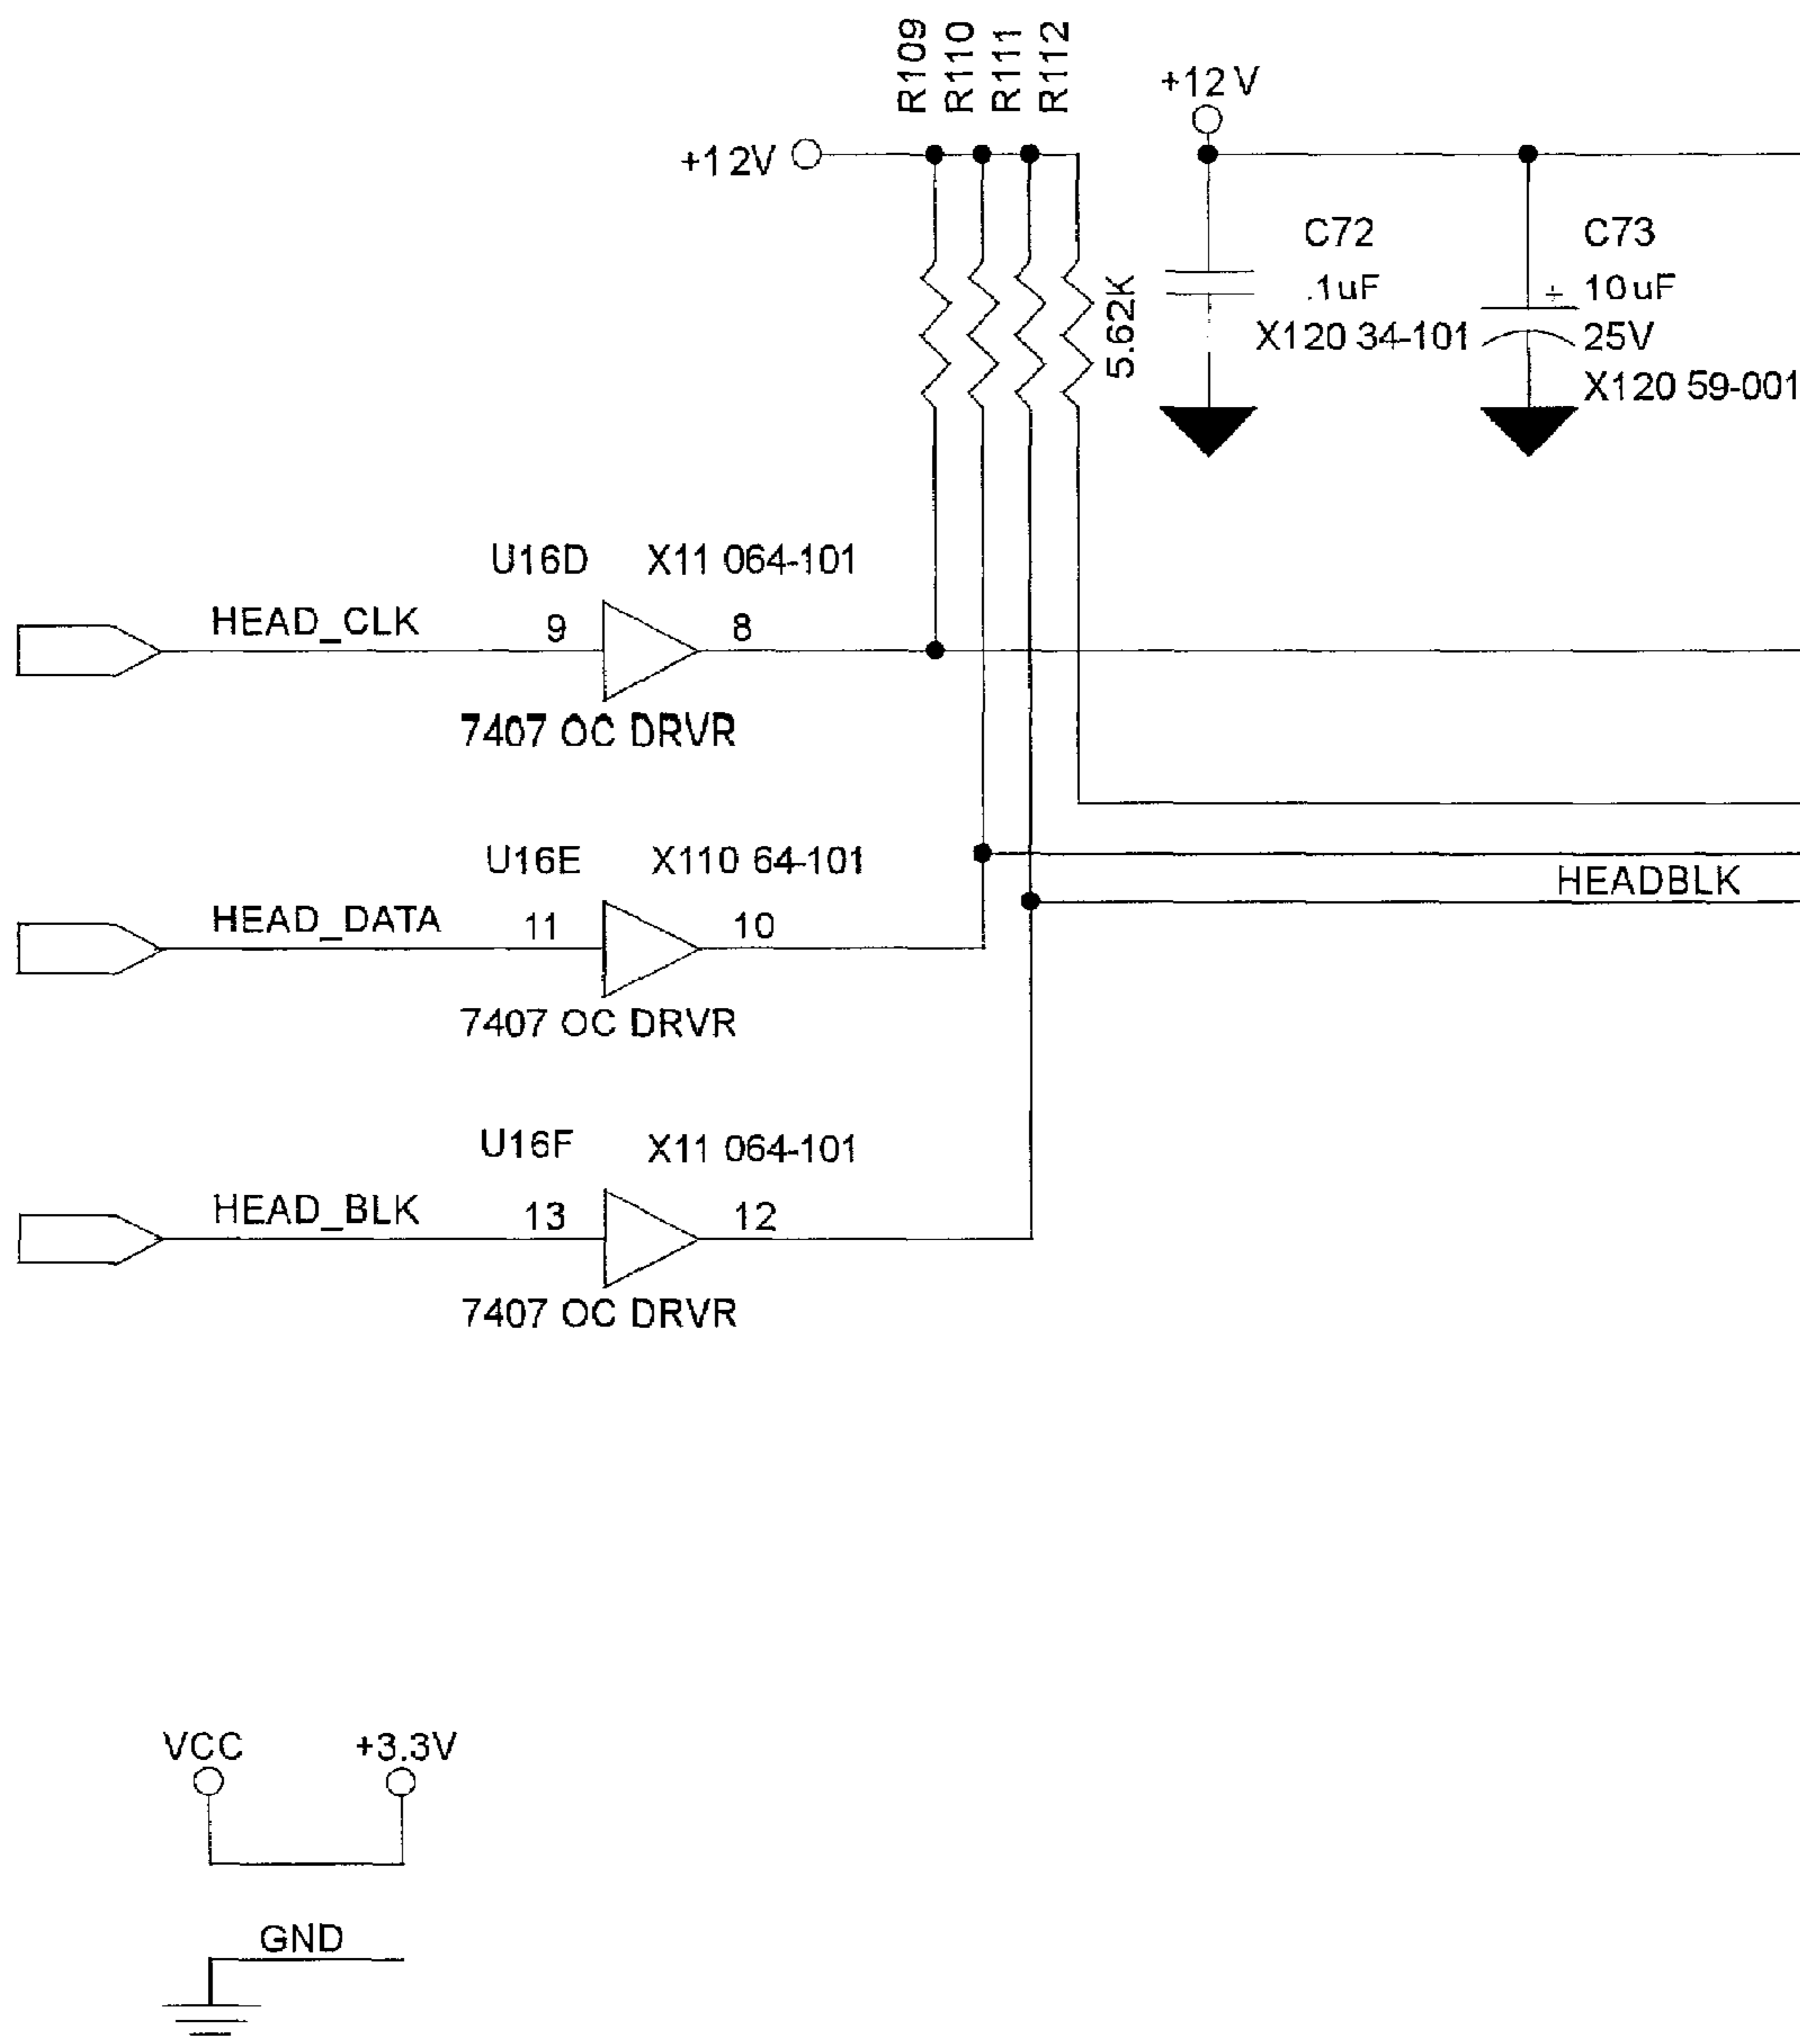 R109
R110
R111
R112
+12V
+12V
C72
.1uF
X120 34-101
C73
+ 10uF
25V
X120 59-001
5.62K
U16D X11 064-101
HEAD_CLK 9 8
7407 OC DRVR
U16E X110 64-101
HEADBLK
HEAD_DATA 11 10
7407 OC DRVR
U16F X11 064-101
HEAD_BLK 13 12
7407 OC DRVR
VCC +3.3V
GND